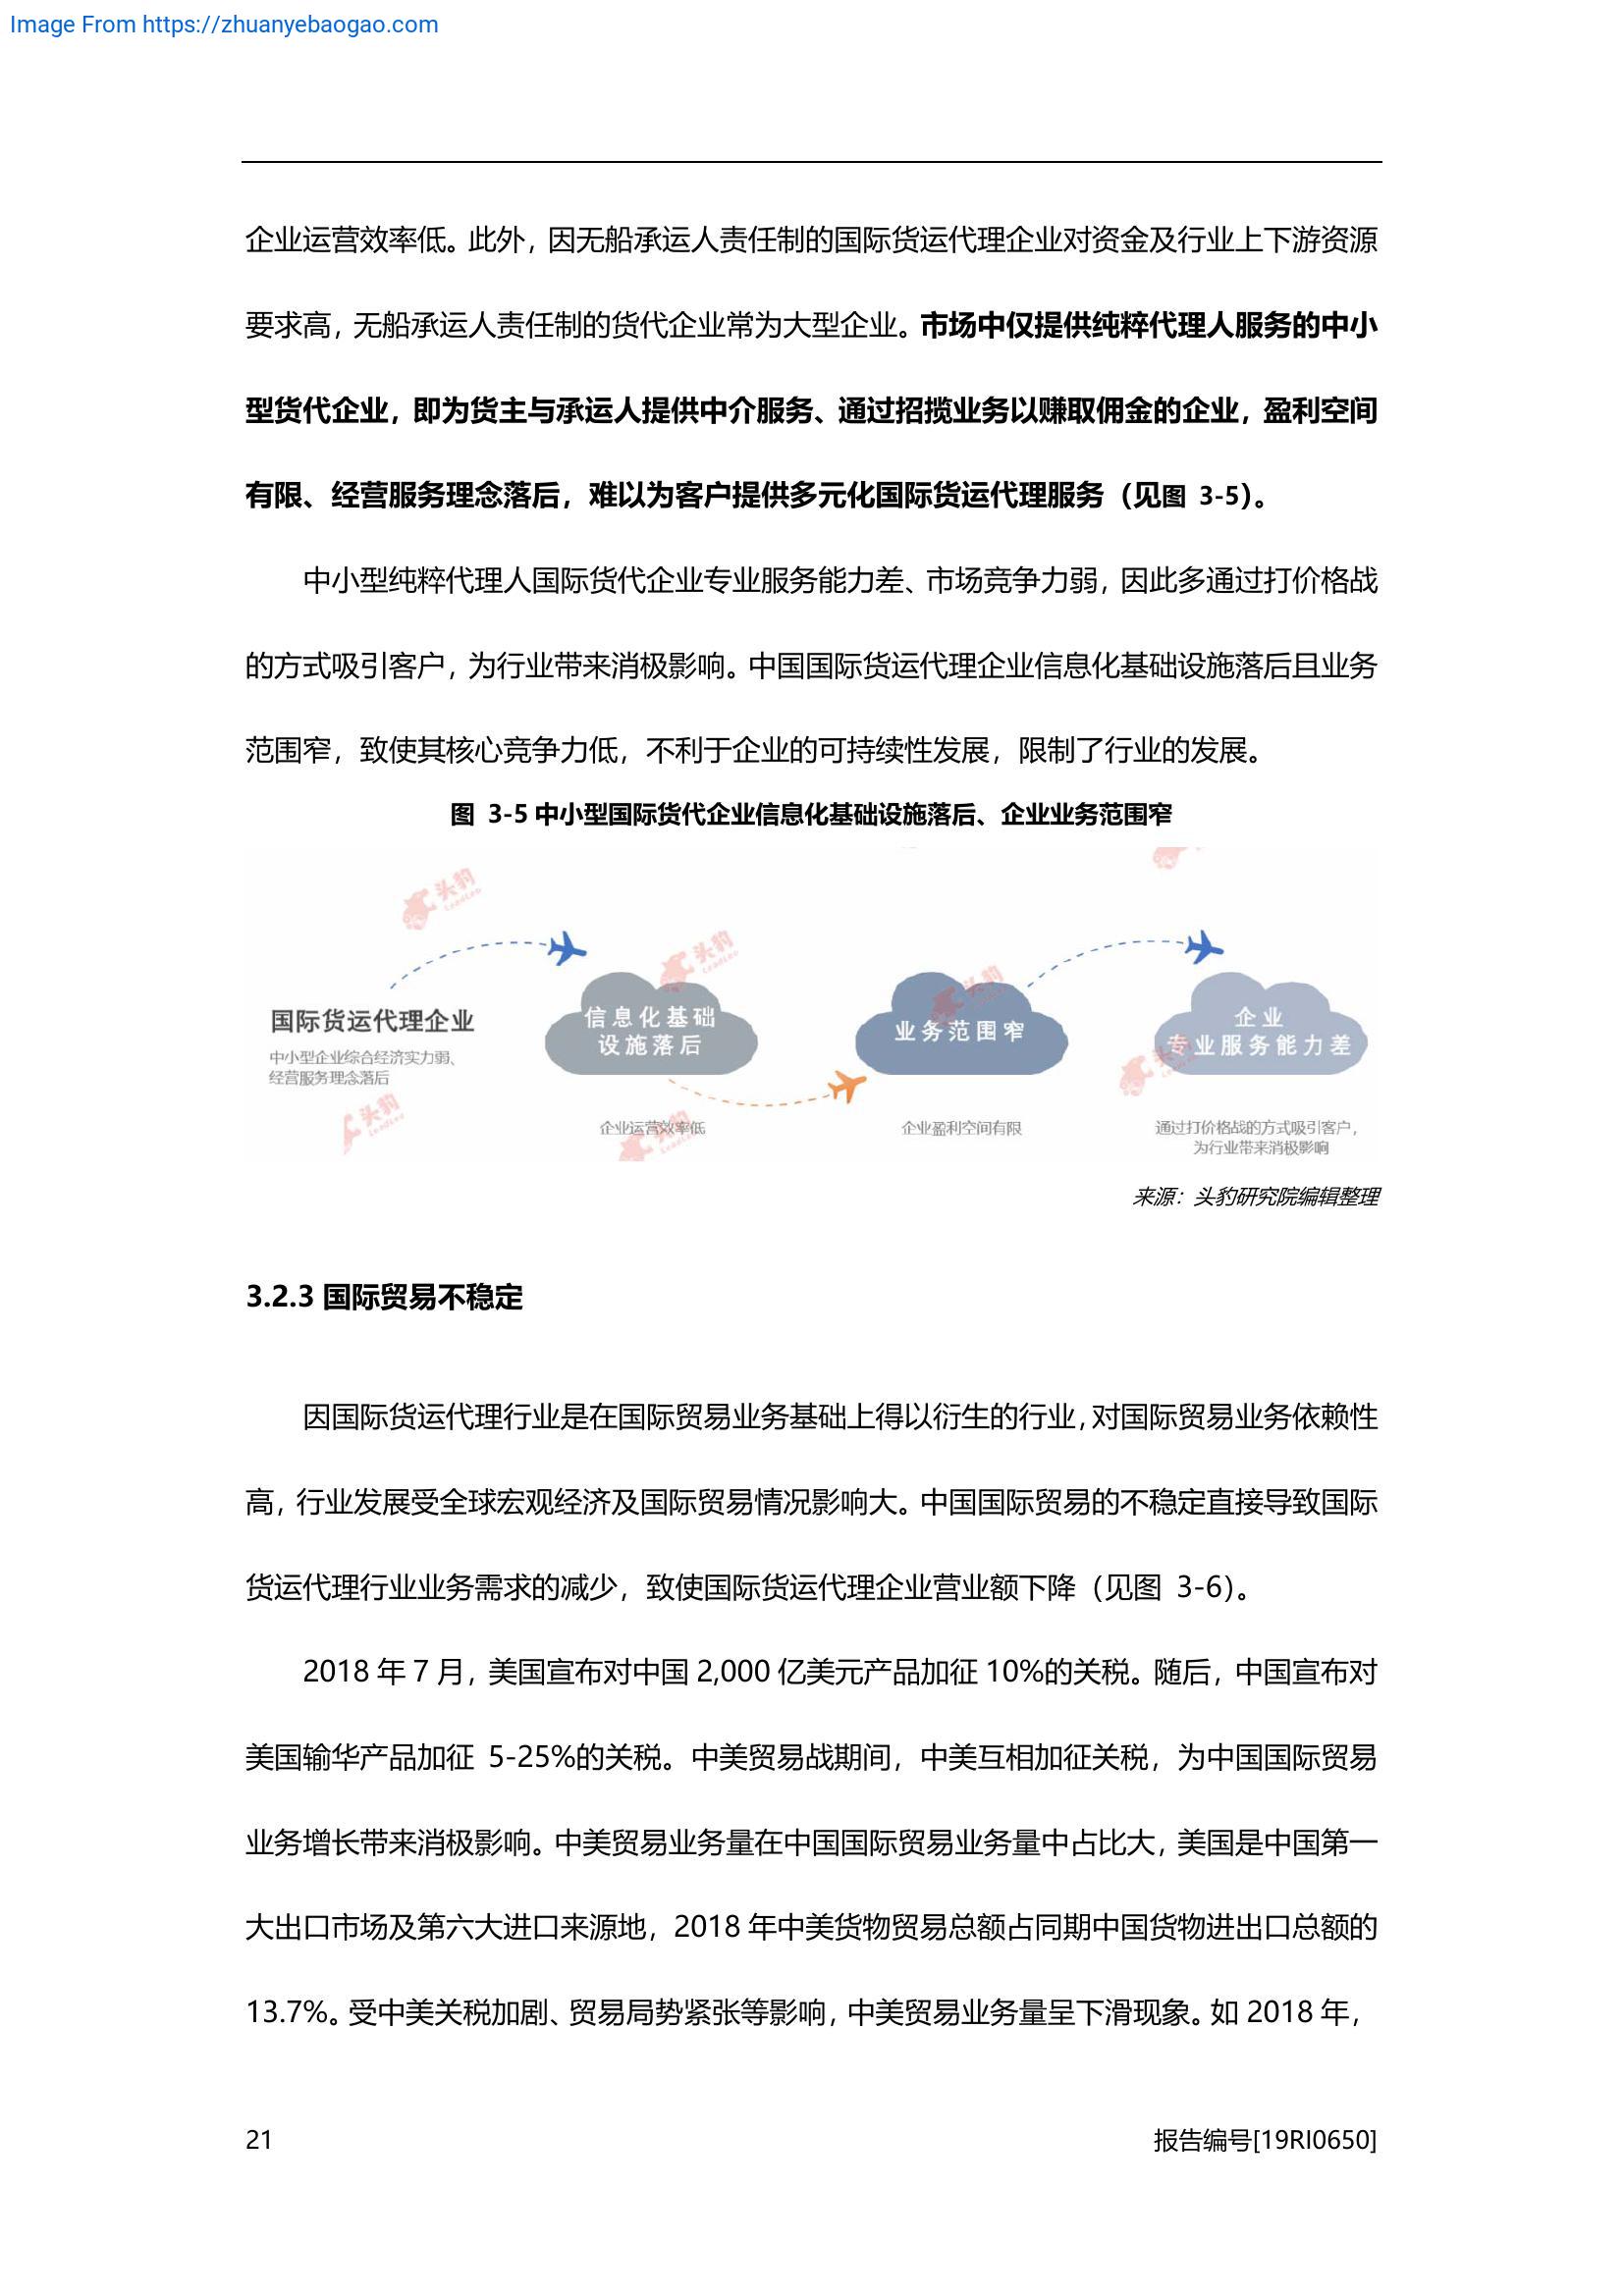 Image From https://zhuanyebaogao.com
企业运营效率低。此外，因无船承运人责任制的国际货运代理企业对资金及行业上下游资源
要求高，无船承运人责任制的货代企业常为大型企业。市场中仅提供纯粹代理人服务的中小
型货代企业，即为货主与承运人提供中介服务、通过招揽业务以赚取佣金的企业，盈利空间
有限、经营服务理念落后，难以为客户提供多元化国际货运代理服务（见图 3-5）。
中小型纯粹代理人国际货代企业专业服务能力差、市场竞争力弱，因此多通过打价格战
的方式吸引客户，为行业带来消极影响。中国国际货运代理企业信息化基础设施落后且业务
范围窄，致使其核心竞争力低，不利于企业的可持续性发展，限制了行业的发展。
图 3-5 中小型国际货代企业信息化基础设施落后、企业业务范围窄
头豹
LeadLeo
国际货运代理企业
中小型企业综合经济实力弱、
经营服务理念落后
信息化基础
设施落后
企业运营效率低
业务范围窄
企业盈利空间有限
企业
专业服务能力差
通过打价格战的方式吸引客户，
为行业带来消极影响
来源：头豹研究院编辑整理
3.2.3 国际贸易不稳定
因国际货运代理行业是在国际贸易业务基础上得以衍生的行业，对国际贸易业务依赖性
高，行业发展受全球宏观经济及国际贸易情况影响大。中国国际贸易的不稳定直接导致国际
货运代理行业业务需求的减少，致使国际货运代理企业营业额下降（见图 3-6）。
2018 年 7 月，美国宣布对中国 2,000 亿美元产品加征 10%的关税。随后，中国宣布对
美国输华产品加征 5-25%的关税。中美贸易战期间，中美互相加征关税，为中国国际贸易
业务增长带来消极影响。中美贸易业务量在中国国际贸易业务量中占比大，美国是中国第一
大出口市场及第六大进口来源地，2018 年中美货物贸易总额占同期中国货物进出口总额的
13.7%。受中美关税加剧、贸易局势紧张等影响，中美贸易业务量呈下滑现象。如 2018 年，
21
报告编号[19RI0650]